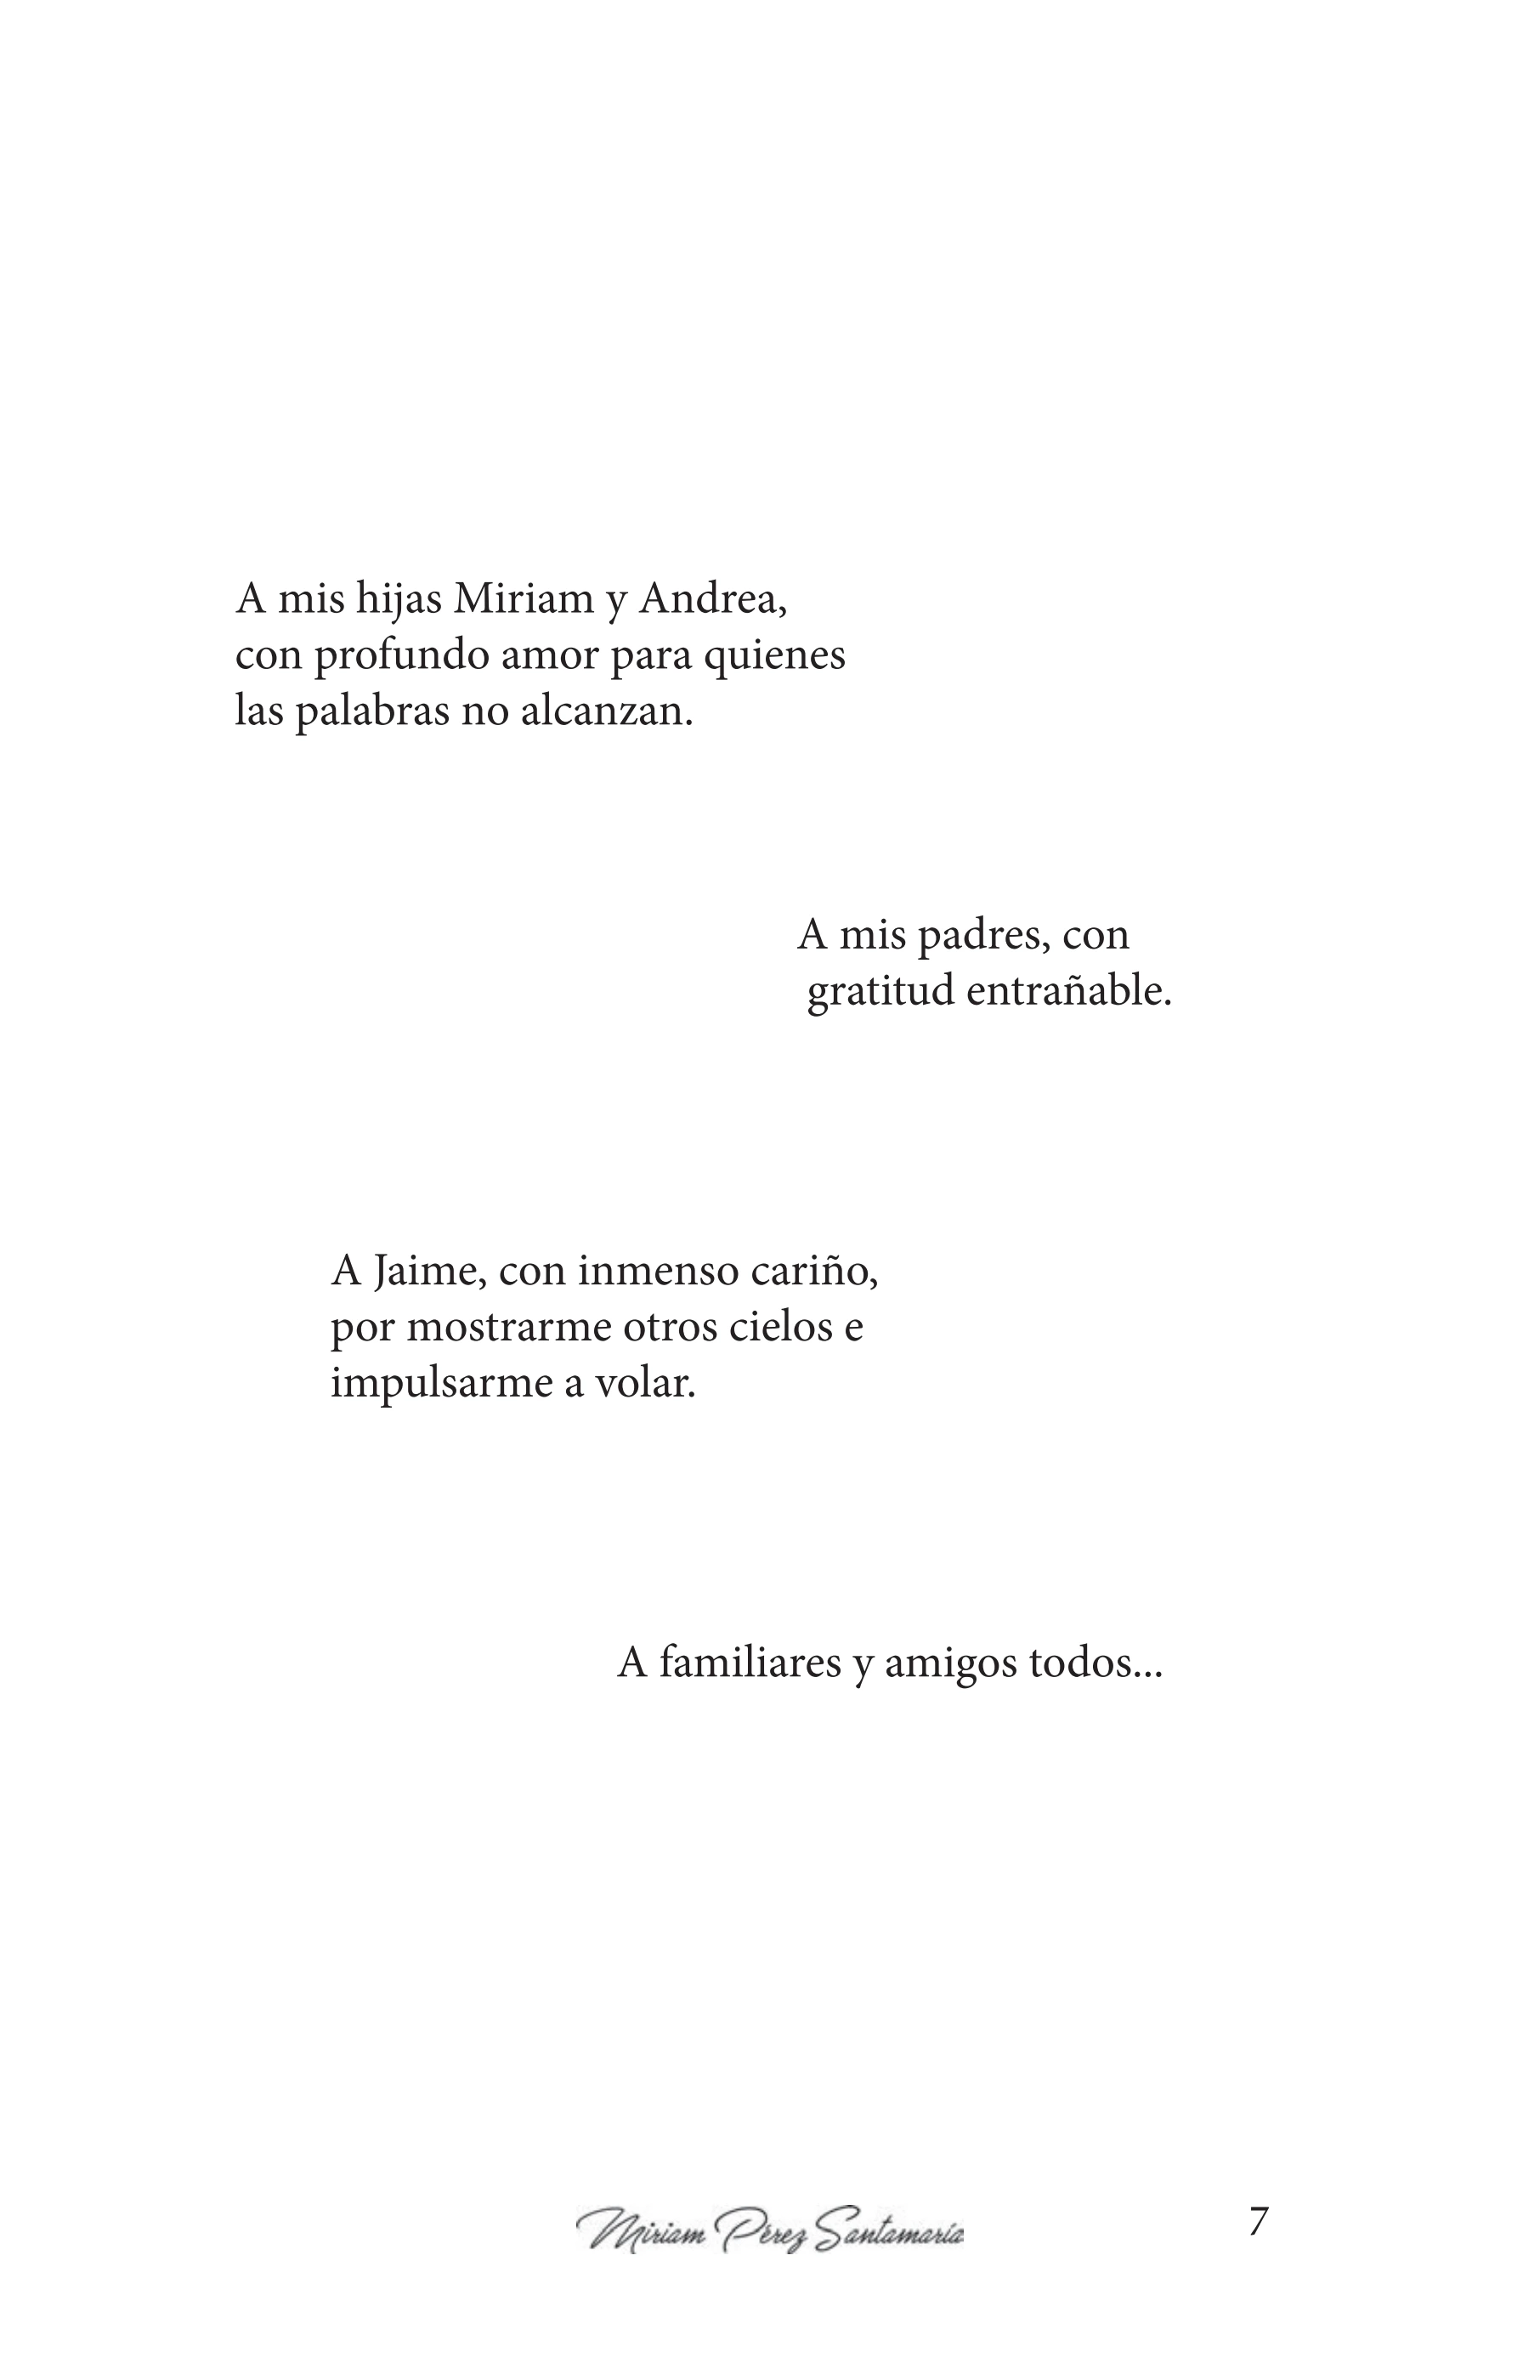 A mis hijas Miriam y Andrea,
con profundo amor para quienes
las palabras no alcanzan.
A mis padres, con
gratitud entrañable.
A Jaime, con inmenso cariño,
por mostrarme otros cielos e
impulsarme a volar.
A familiares y amigos todos...
Miriam Pérez Santamaría
7